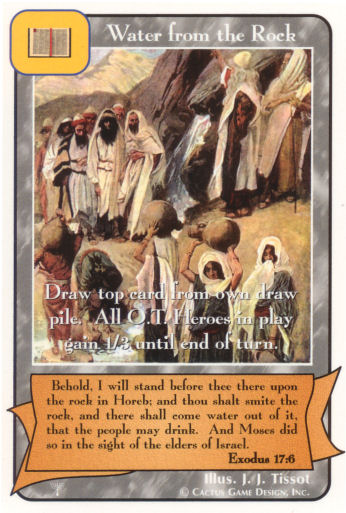 Water from the Rock
Draw top card from own draw
pile. All O.T. Heroes in play
gain 1/3 until end of turn.
Behold, I will stand before thee there upon
the rock in Horeb; and thou shalt smite the
rock, and there shall come water out of it,
that the people may drink. And Moses did
so in the sight of the elders of Israel.
Exodus 17:6
Illus. J. J. Tissot
© Cactus Game Design, Inc.